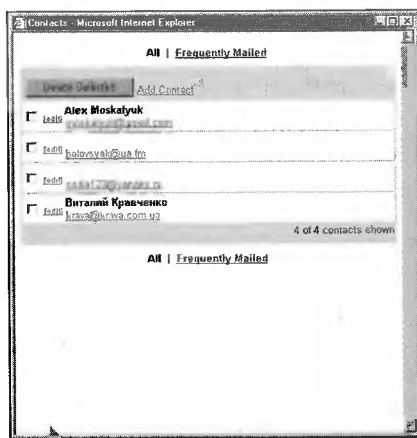 Contacts - Microsoft Internet Explorer
All | Frequently Mailed
Delete Selected Add Contact
Alex Moskalyuk
[edit]
[edit] balovsyak@ua.fm
[edit]
Виталий Кравченко
[edit] krava@krava.com.ua
4 of 4 contacts shown
All | Frequently Mailed